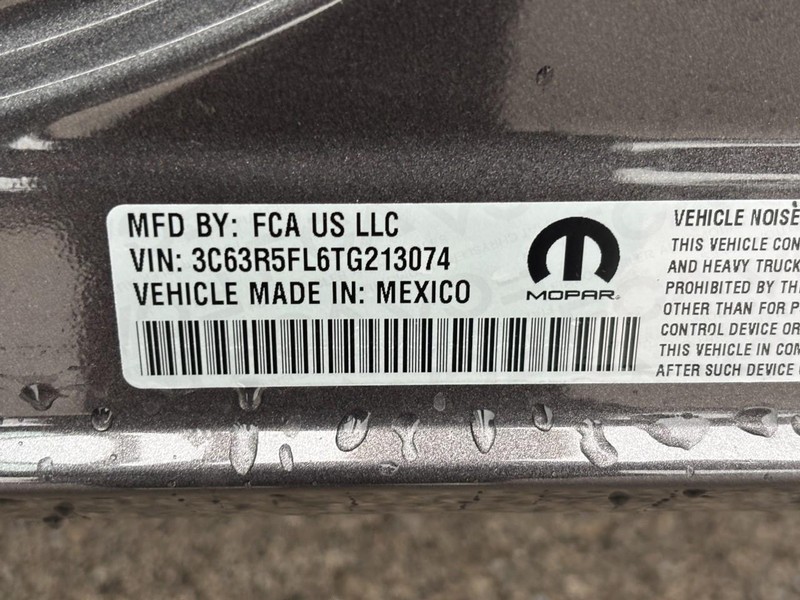 MFD BY: FCA US LLC
VIN: 3C63R5FL6TG213074
VEHICLE MADE IN: MEXICO
MOPAR
VEHICLE NOISE
THIS VEHICLE CON
AND HEAVY TRUCK
PROHIBITED BY TH
OTHER THAN FOR P
CONTROL DEVICE OR
THIS VEHICLE IN COM
AFTER SUCH DEVICE